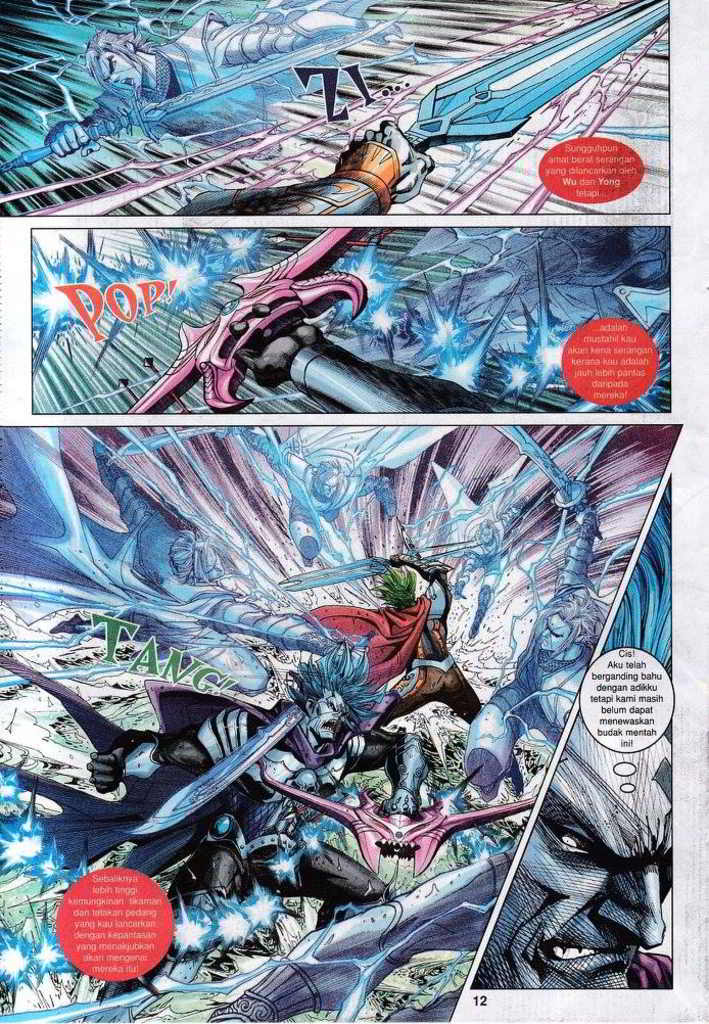 ZI...
Sungguhpun
amat berat serangan
yang dilancarkan oleh
Wu dan Yong
tetapi...
POP!
...adalah
mustahil kau
akan kena serangan
kerana kau adalah
jauh lebih pantas
daripada
mereka!
TANG!
Cis!
Aku telah
berganding bahu
dengan adikku
tetapi kami masih
belum dapat
menewaskan
budak mentah
ini!
Sebaliknya
lebih tinggi
kemungkinan tikaman
dan tetakan pedang
yang kau lancarkan
dengan kepantasan
yang menakjubkan
akan mengenai
mereka itu!
12